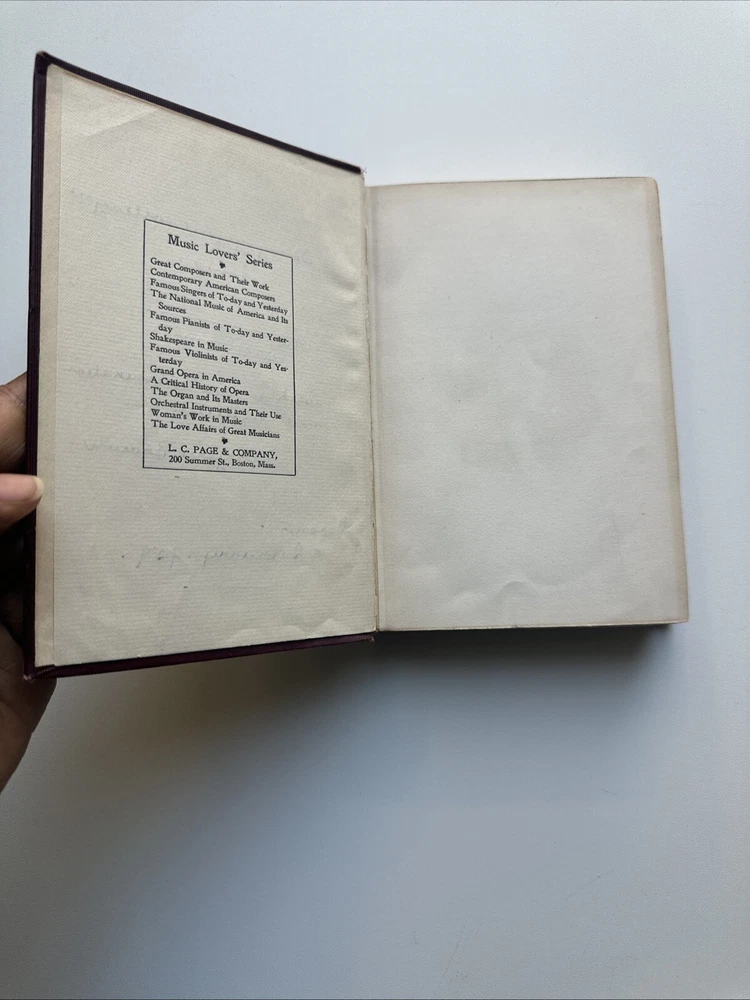 Music Lovers' Series
Great Composers and Their Work
Contemporary American Composers
Famous Singers of To-day and Yesterday
The National Music of America and Its
Sources
Famous Pianists of To-day and Yester-
day
Shakespeare in Music
Famous Violinists of To-day and Yes-
terday
Grand Opera in America
A Critical History of Opera
The Organ and Its Masters
Orchestral Instruments and Their Use
Woman's Work in Music
The Love Affairs of Great Musicians
L. C. PAGE & COMPANY,
200 Summer St., Boston, Mass.